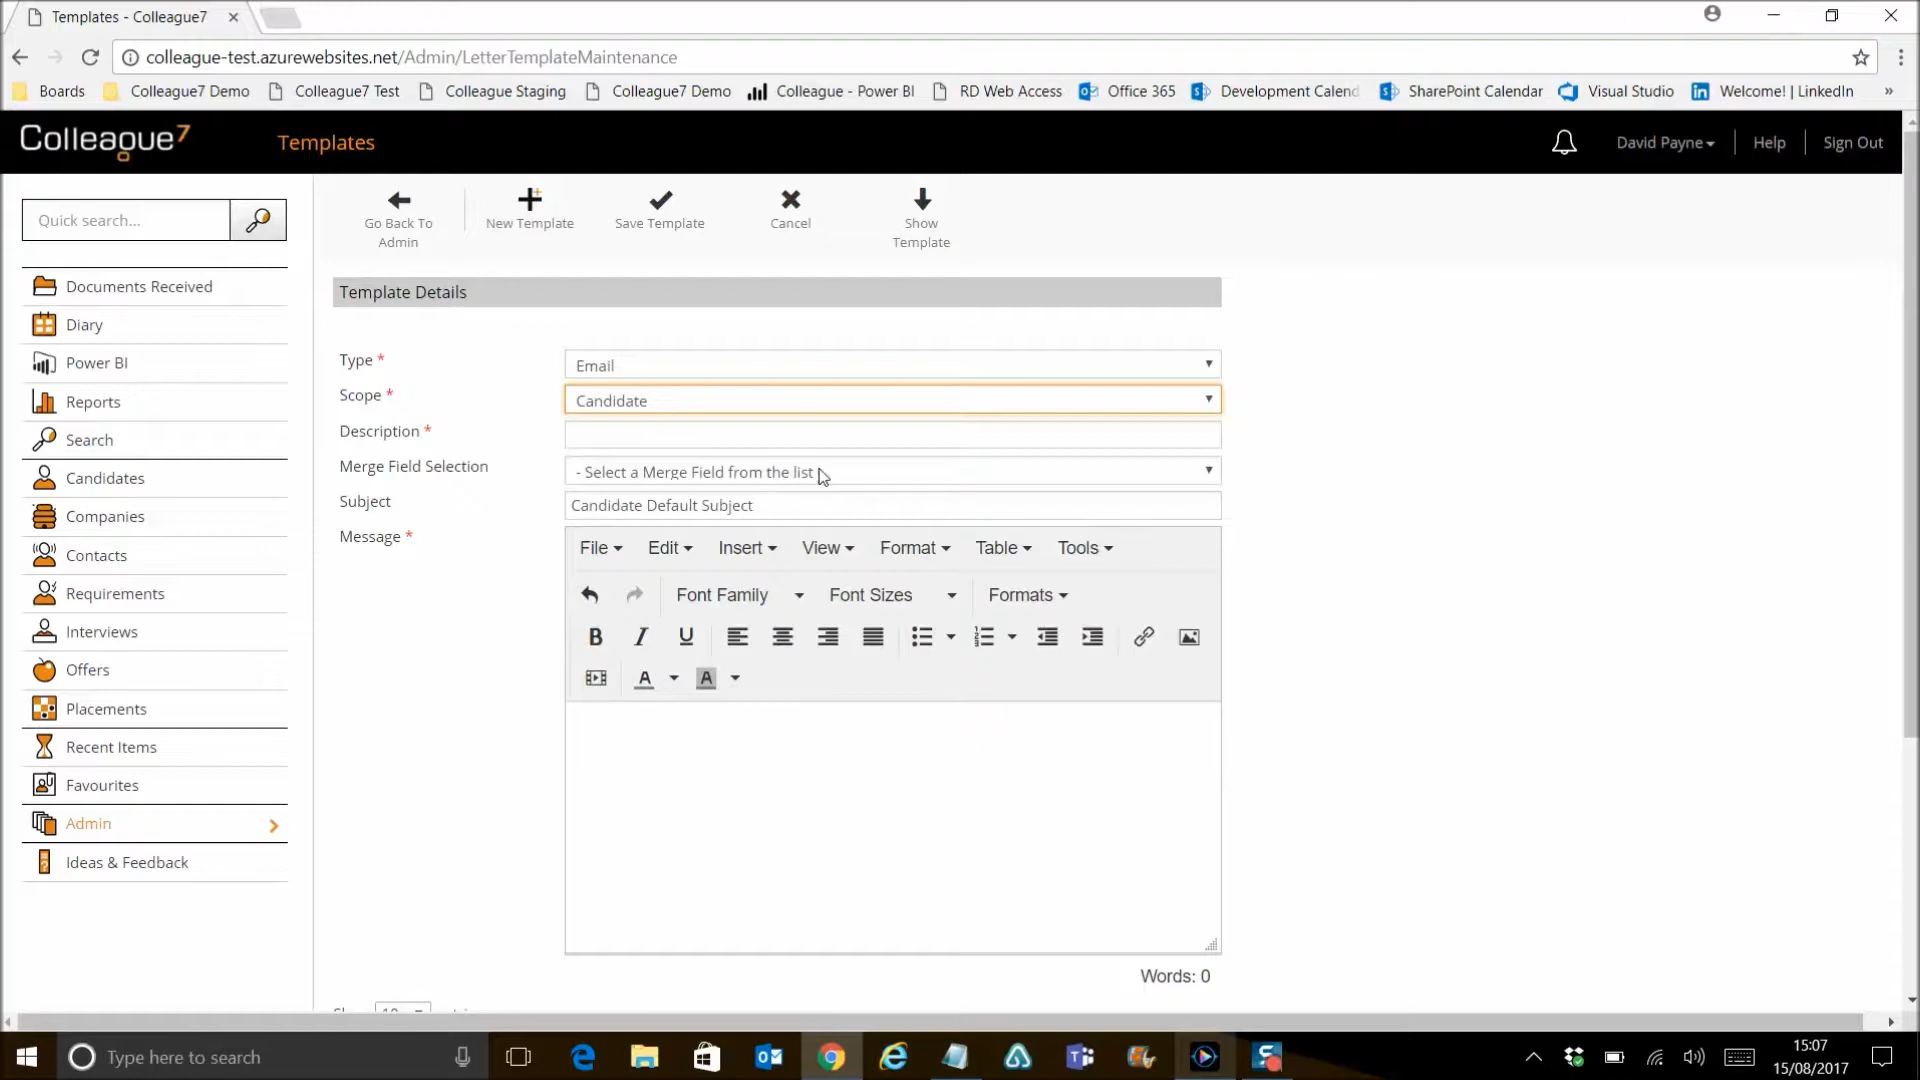 Templates - Colleague7
colleague-test.azurewebsites.net/Admin/LetterTemplateMaintenance
Boards Colleague7 Demo Colleague7 Test Colleague Staging Colleague7 Demo Colleague - Power BI RD Web Access Office 365 Development Calend SharePoint Calendar Visual Studio Welcome! | LinkedIn »
Colleague7 Templates David Payne Help Sign Out
Quick search...
Go Back To Admin
New Template
Save Template
Cancel
Show Template
Documents Received
Diary
Power BI
Reports
Search
Candidates
Companies
Contacts
Requirements
Interviews
Offers
Placements
Recent Items
Favourites
Admin
Ideas & Feedback
Template Details
Type * Email
Scope * Candidate
Description *
Merge Field Selection - Select a Merge Field from the list
Subject Candidate Default Subject
Message *
File Edit Insert View Format Table Tools
Font Family Font Sizes Formats
B I U
A A
Words: 0
Type here to search
15:07
15/08/2017